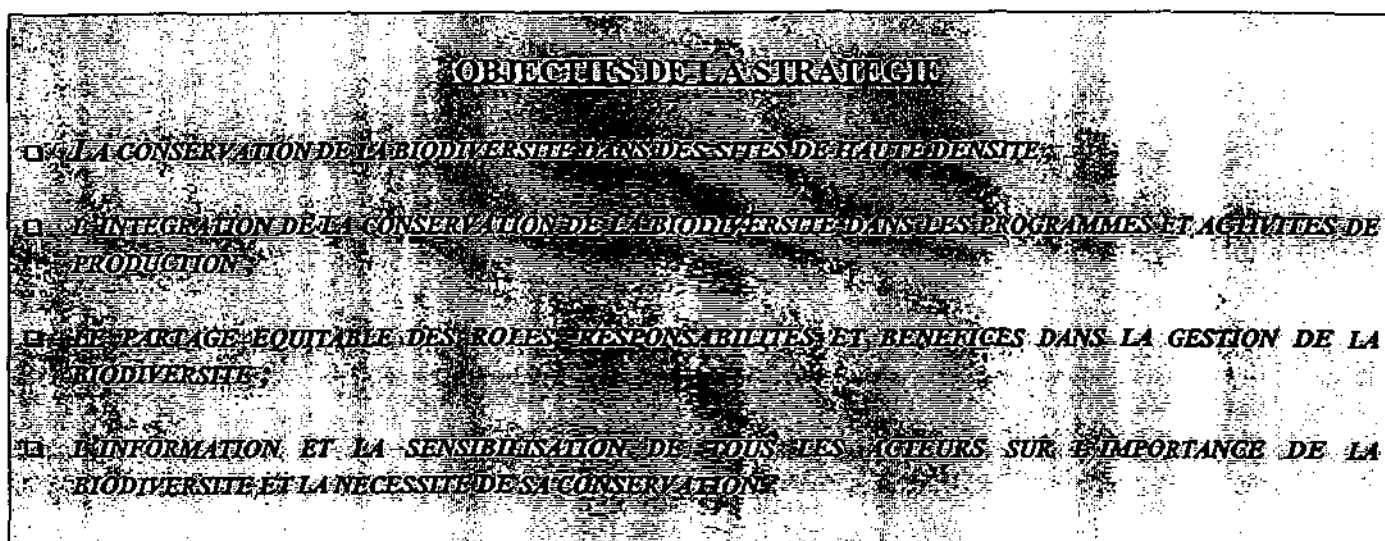 OBJECTIFS DE LA STRATEGIE
❑ LA CONSERVATION DE LA BIODIVERSITE DANS DES SITES DE HAUTE DENSITE ;
❑ L'INTEGRATION DE LA CONSERVATION DE LA BIODIVERSITE DANS LES PROGRAMMES ET ACTIVITES DE
PRODUCTION ;
❑ LE PARTAGE EQUITABLE DES ROLES, RESPONSABILITES ET BENEFICES DANS LA GESTION DE LA
BIODIVERSITE ;
❑ L'INFORMATION ET LA SENSIBILISATION DE TOUS LES ACTEURS SUR L'IMPORTANCE DE LA
BIODIVERSITE ET LA NECESSITE DE SA CONSERVATION.